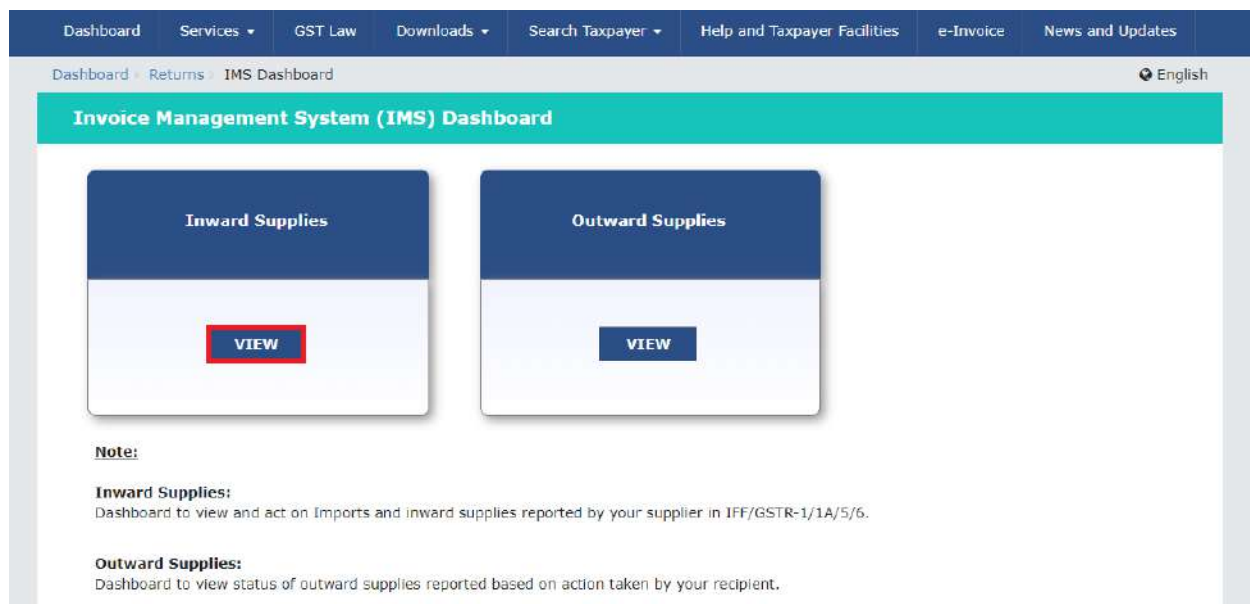 Dashboard Services GST Law Downloads Search Taxpayer Help and Taxpayer Facilities e-Invoice News and Updates
Dashboard Returns IMS Dashboard English
Invoice Management System (IMS) Dashboard
Inward Supplies Outward Supplies
VIEW VIEW
Note:
Inward Supplies:
Dashboard to view and act on Imports and inward supplies reported by your supplier in IFF/GSTR-1/1A/5/6.
Outward Supplies:
Dashboard to view status of outward supplies reported based on action taken by your recipient.